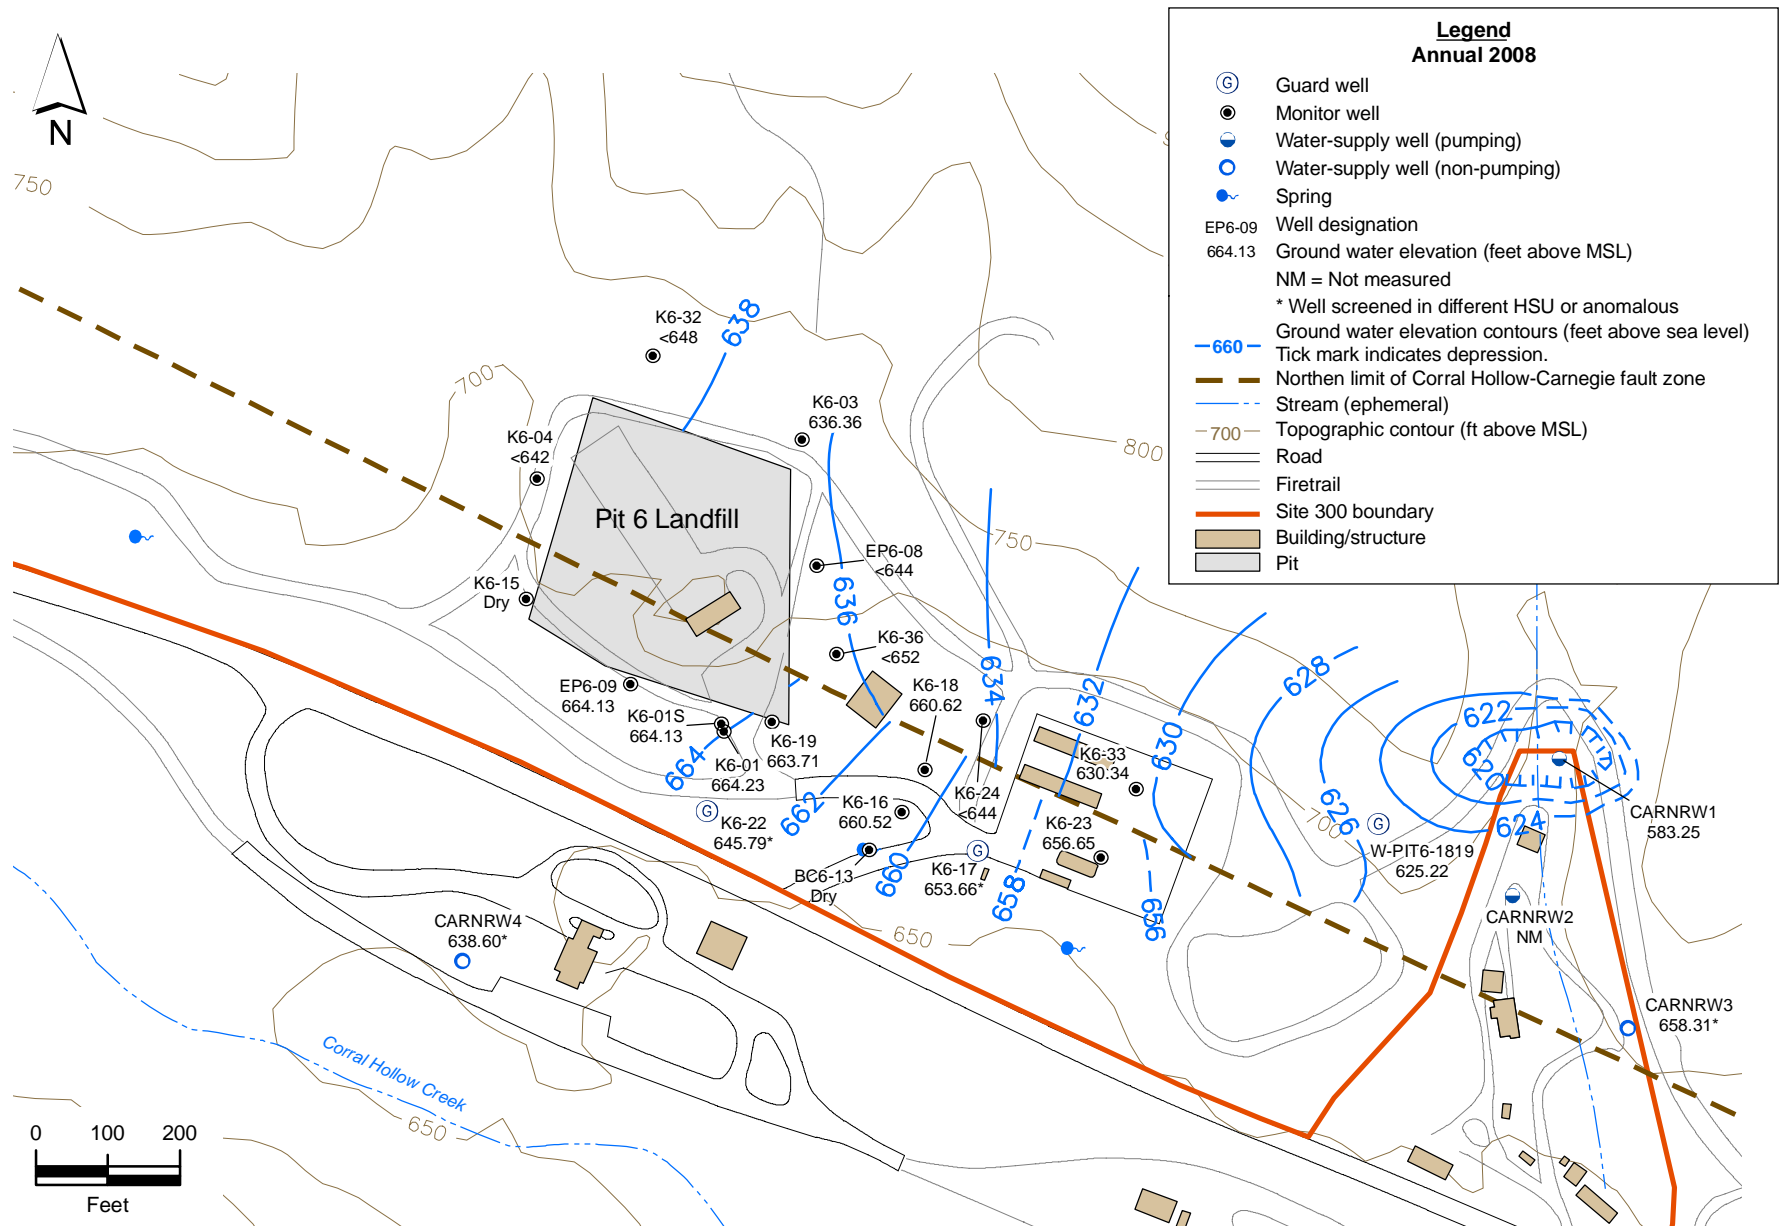 Legend
Annual 2008
Guard well
Monitor well
Water-supply well (pumping)
Water-supply well (non-pumping)
Spring
EP6-09 Well designation
664.13 Ground water elevation (feet above MSL)
NM = Not measured
* Well screened in different HSU or anomalous
660 Ground water elevation contours (feet above sea level)
Tick mark indicates depression.
Northen limit of Corral Hollow-Carnegie fault zone
Stream (ephemeral)
700 Topographic contour (ft above MSL)
Road
Firetrail
Site 300 boundary
Building/structure
Pit
G
N
750
638
K6-32
<648
700
K6-03
636.36
K6-04
<642
800
Pit 6 Landfill
750
EP6-08
<644
K6-15
Dry
636
K6-36
<652
634
632
628
EP6-09
664.13
K6-01S
664.13
K6-18
660.62
622
630
K6-19
663.71
664
K6-01
664.23
K6-33
630.34
620
K6-24
<644
662
K6-16
660.52
626
700
624
CARNRW1
583.25
G
K6-22
645.79*
K6-23
656.65
G
W-PIT6-1819
625.22
BC6-13
Dry
660
G
K6-17
653.66*
658
656
CARNRW4
638.60*
650
CARNRW2
NM
CARNRW3
658.31*
Corral Hollow Creek
650
0 100 200
Feet